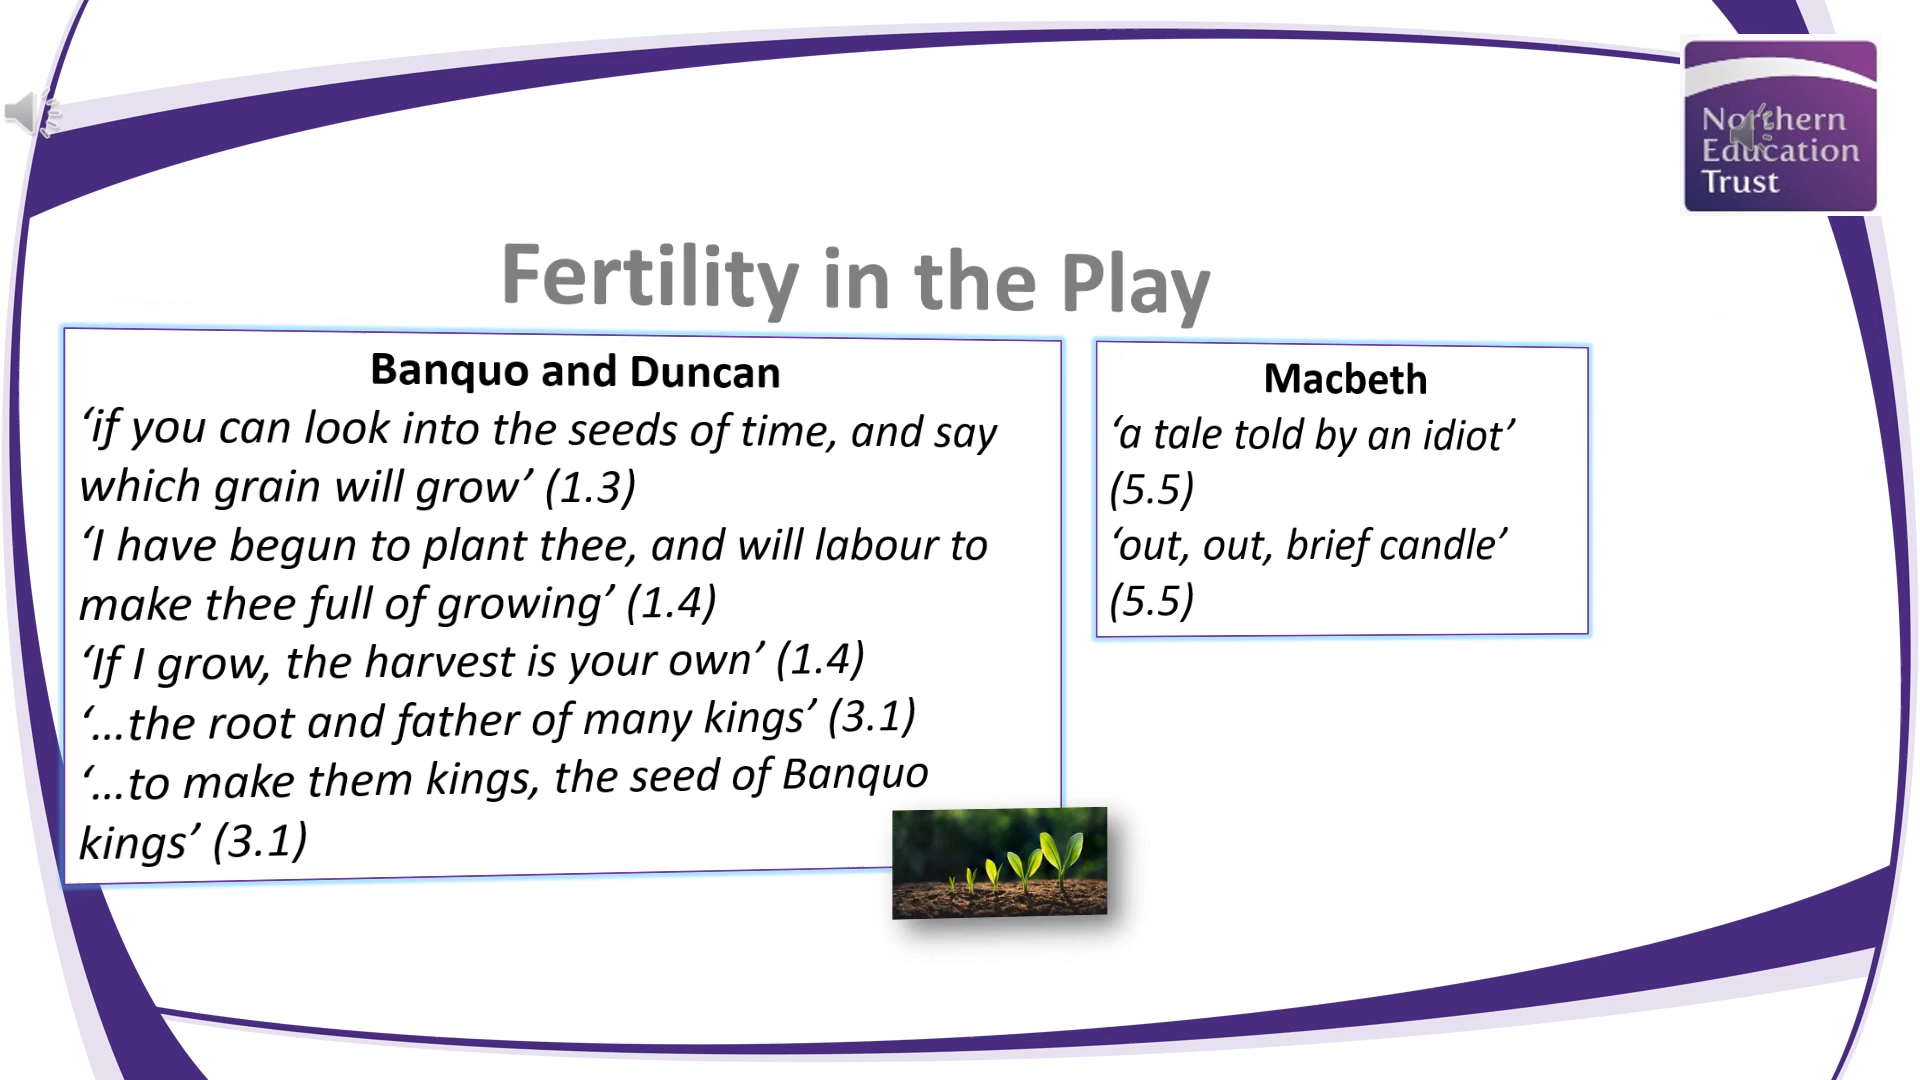 Northern
Education
Trust
Fertility in the Play
Banquo and Duncan
‘if you can look into the seeds of time, and say
which grain will grow’ (1.3)
‘I have begun to plant thee, and will labour to
make thee full of growing’ (1.4)
‘If I grow, the harvest is your own’ (1.4)
‘…the root and father of many kings’ (3.1)
‘…to make them kings, the seed of Banquo
kings’ (3.1)
Macbeth
‘a tale told by an idiot’
(5.5)
‘out, out, brief candle’
(5.5)